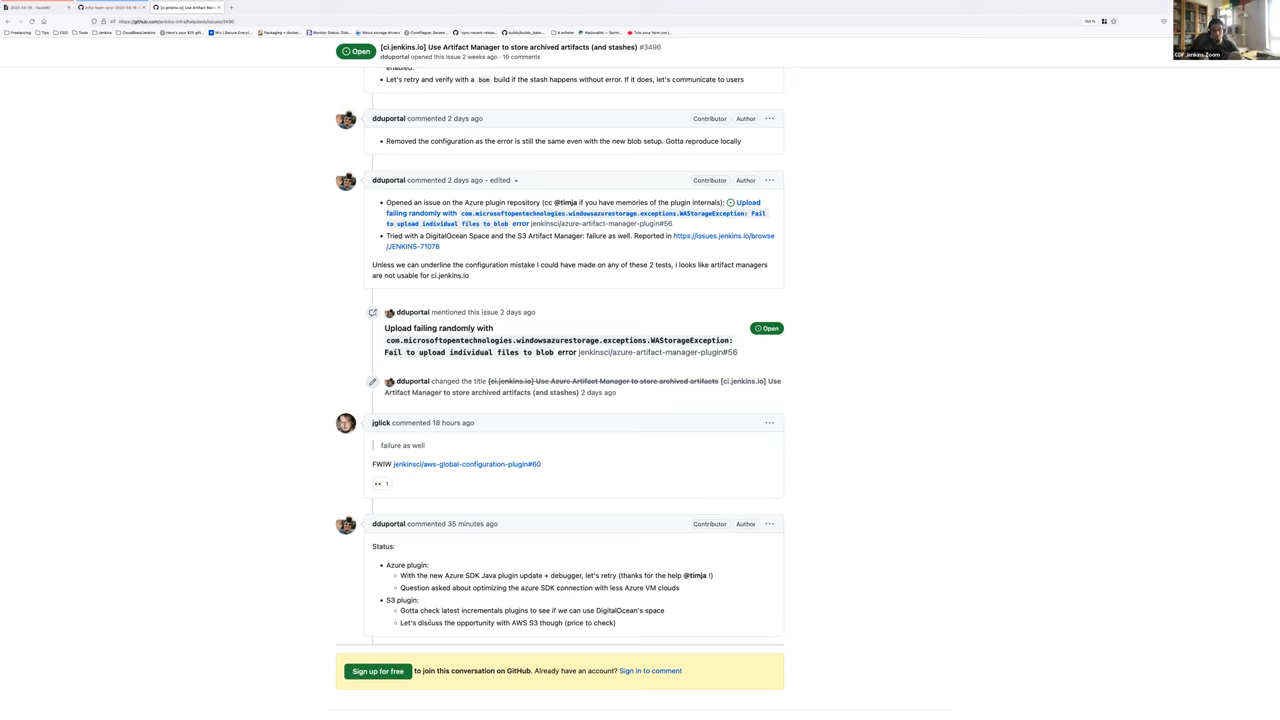 https://github.com/jenkins-infra/helpdesk/issues/3496
150 %
CDF Jenkins Zoom
Open
[ci.jenkins.io] Use Artifact Manager to store archived artifacts (and stashes) #3496
dduportal opened this issue 2 weeks ago · 10 comments
enabled.
• Let's retry and verify with a bom build if the stash happens without error. If it does, let's communicate to users
dduportal commented 2 days ago
Contributor
Author
• Removed the configuration as the error is still the same even with the new blob setup. Gotta reproduce locally
dduportal commented 2 days ago • edited
Contributor
Author
• Opened an issue on the Azure plugin repository (cc @timja if you have memories of the plugin internals): Upload
failing randomly with com.microsoftopentechnologies.windowsazurestorage.exceptions.WAStorageException: Fail
to upload individual files to blob error jenkinsci/azure-artifact-manager-plugin#56
• Tried with a DigitalOcean Space and the S3 Artifact Manager: failure as well. Reported in https://issues.jenkins.io/browse
/JENKINS-71078
Unless we can underline the configuration mistake I could have made on any of these 2 tests, i looks like artifact managers
are not usable for ci.jenkins.io
dduportal mentioned this issue 2 days ago
Upload failing randomly with
com.microsoftopentechnologies.windowsazurestorage.exceptions.WAStorageException:
Fail to upload individual files to blob error jenkinsci/azure-artifact-manager-plugin#56
Open
dduportal changed the title [ci.jenkins.io] Use Azure Artifact Manager to store archived artifacts [ci.jenkins.io] Use
Artifact Manager to store archived artifacts (and stashes) 2 days ago
jglick commented 18 hours ago
failure as well
FWIW jenkinsci/aws-global-configuration-plugin#60
1
dduportal commented 35 minutes ago
Contributor
Author
Status:
• Azure plugin:
◦ With the new Azure SDK Java plugin update + debugger, let's retry (thanks for the help @timja !)
◦ Question asked about optimizing the azure SDK connection with less Azure VM clouds
• S3 plugin:
◦ Gotta check latest incrementals plugins to see if we can use DigitalOcean's space
◦ Let's discuss the opportunity with AWS S3 though (price to check)
Sign up for free
to join this conversation on GitHub. Already have an account? Sign in to comment